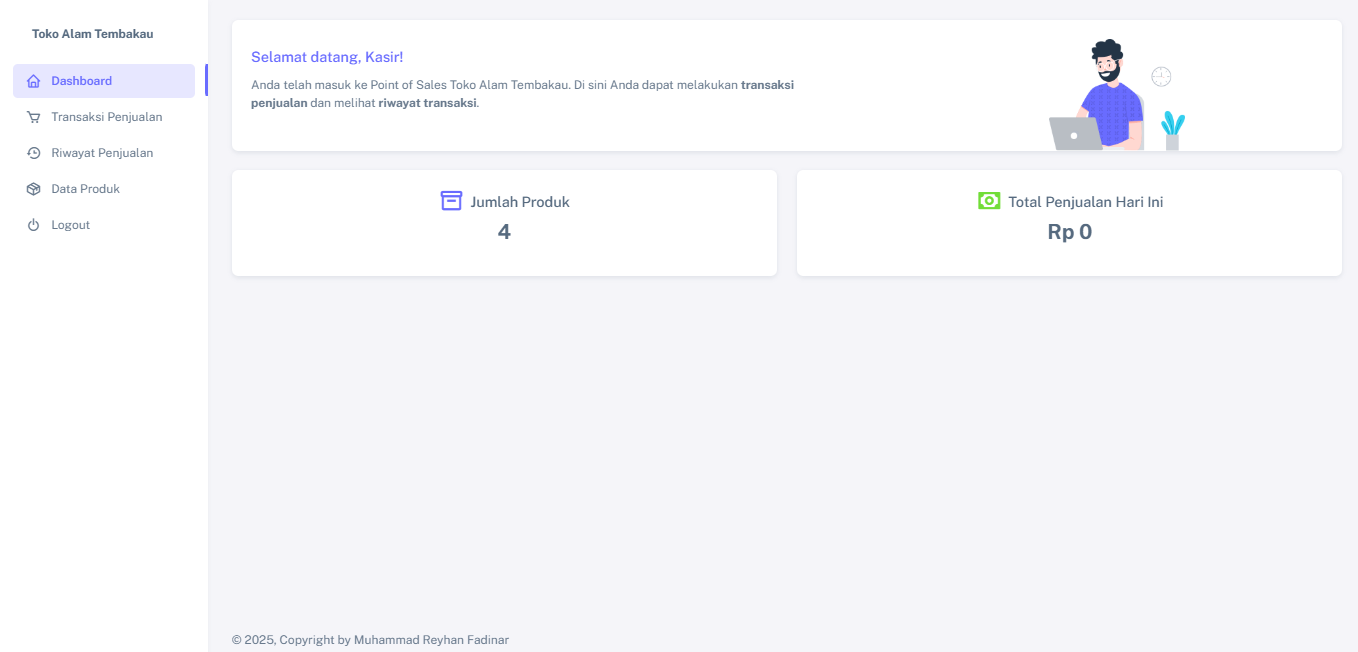 Toko Alam Tembakau
Dashboard
Transaksi Penjualan
Riwayat Penjualan
Data Produk
Logout
Selamat datang, Kasir!
Anda telah masuk ke Point of Sales Toko Alam Tembakau. Di sini Anda dapat melakukan transaksi
penjualan dan melihat riwayat transaksi.
Jumlah Produk
4
Total Penjualan Hari Ini
Rp 0
© 2025, Copyright by Muhammad Reyhan Fadinar